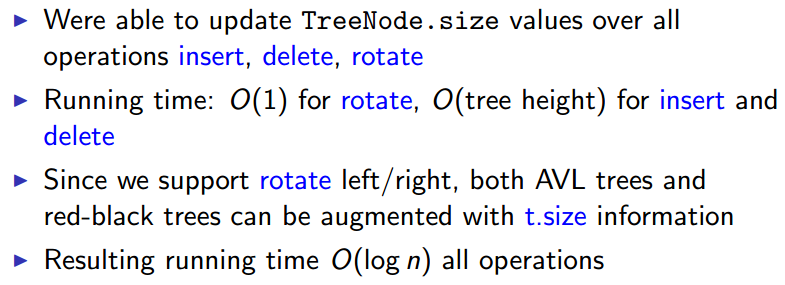 ▶ Were able to update TreeNode.size values over all
operations insert, delete, rotate
▶ Running time: O(1) for rotate, O(tree height) for insert and
delete
▶ Since we support rotate left/right, both AVL trees and
red-black trees can be augmented with t.size information
▶ Resulting running time O(log n) all operations